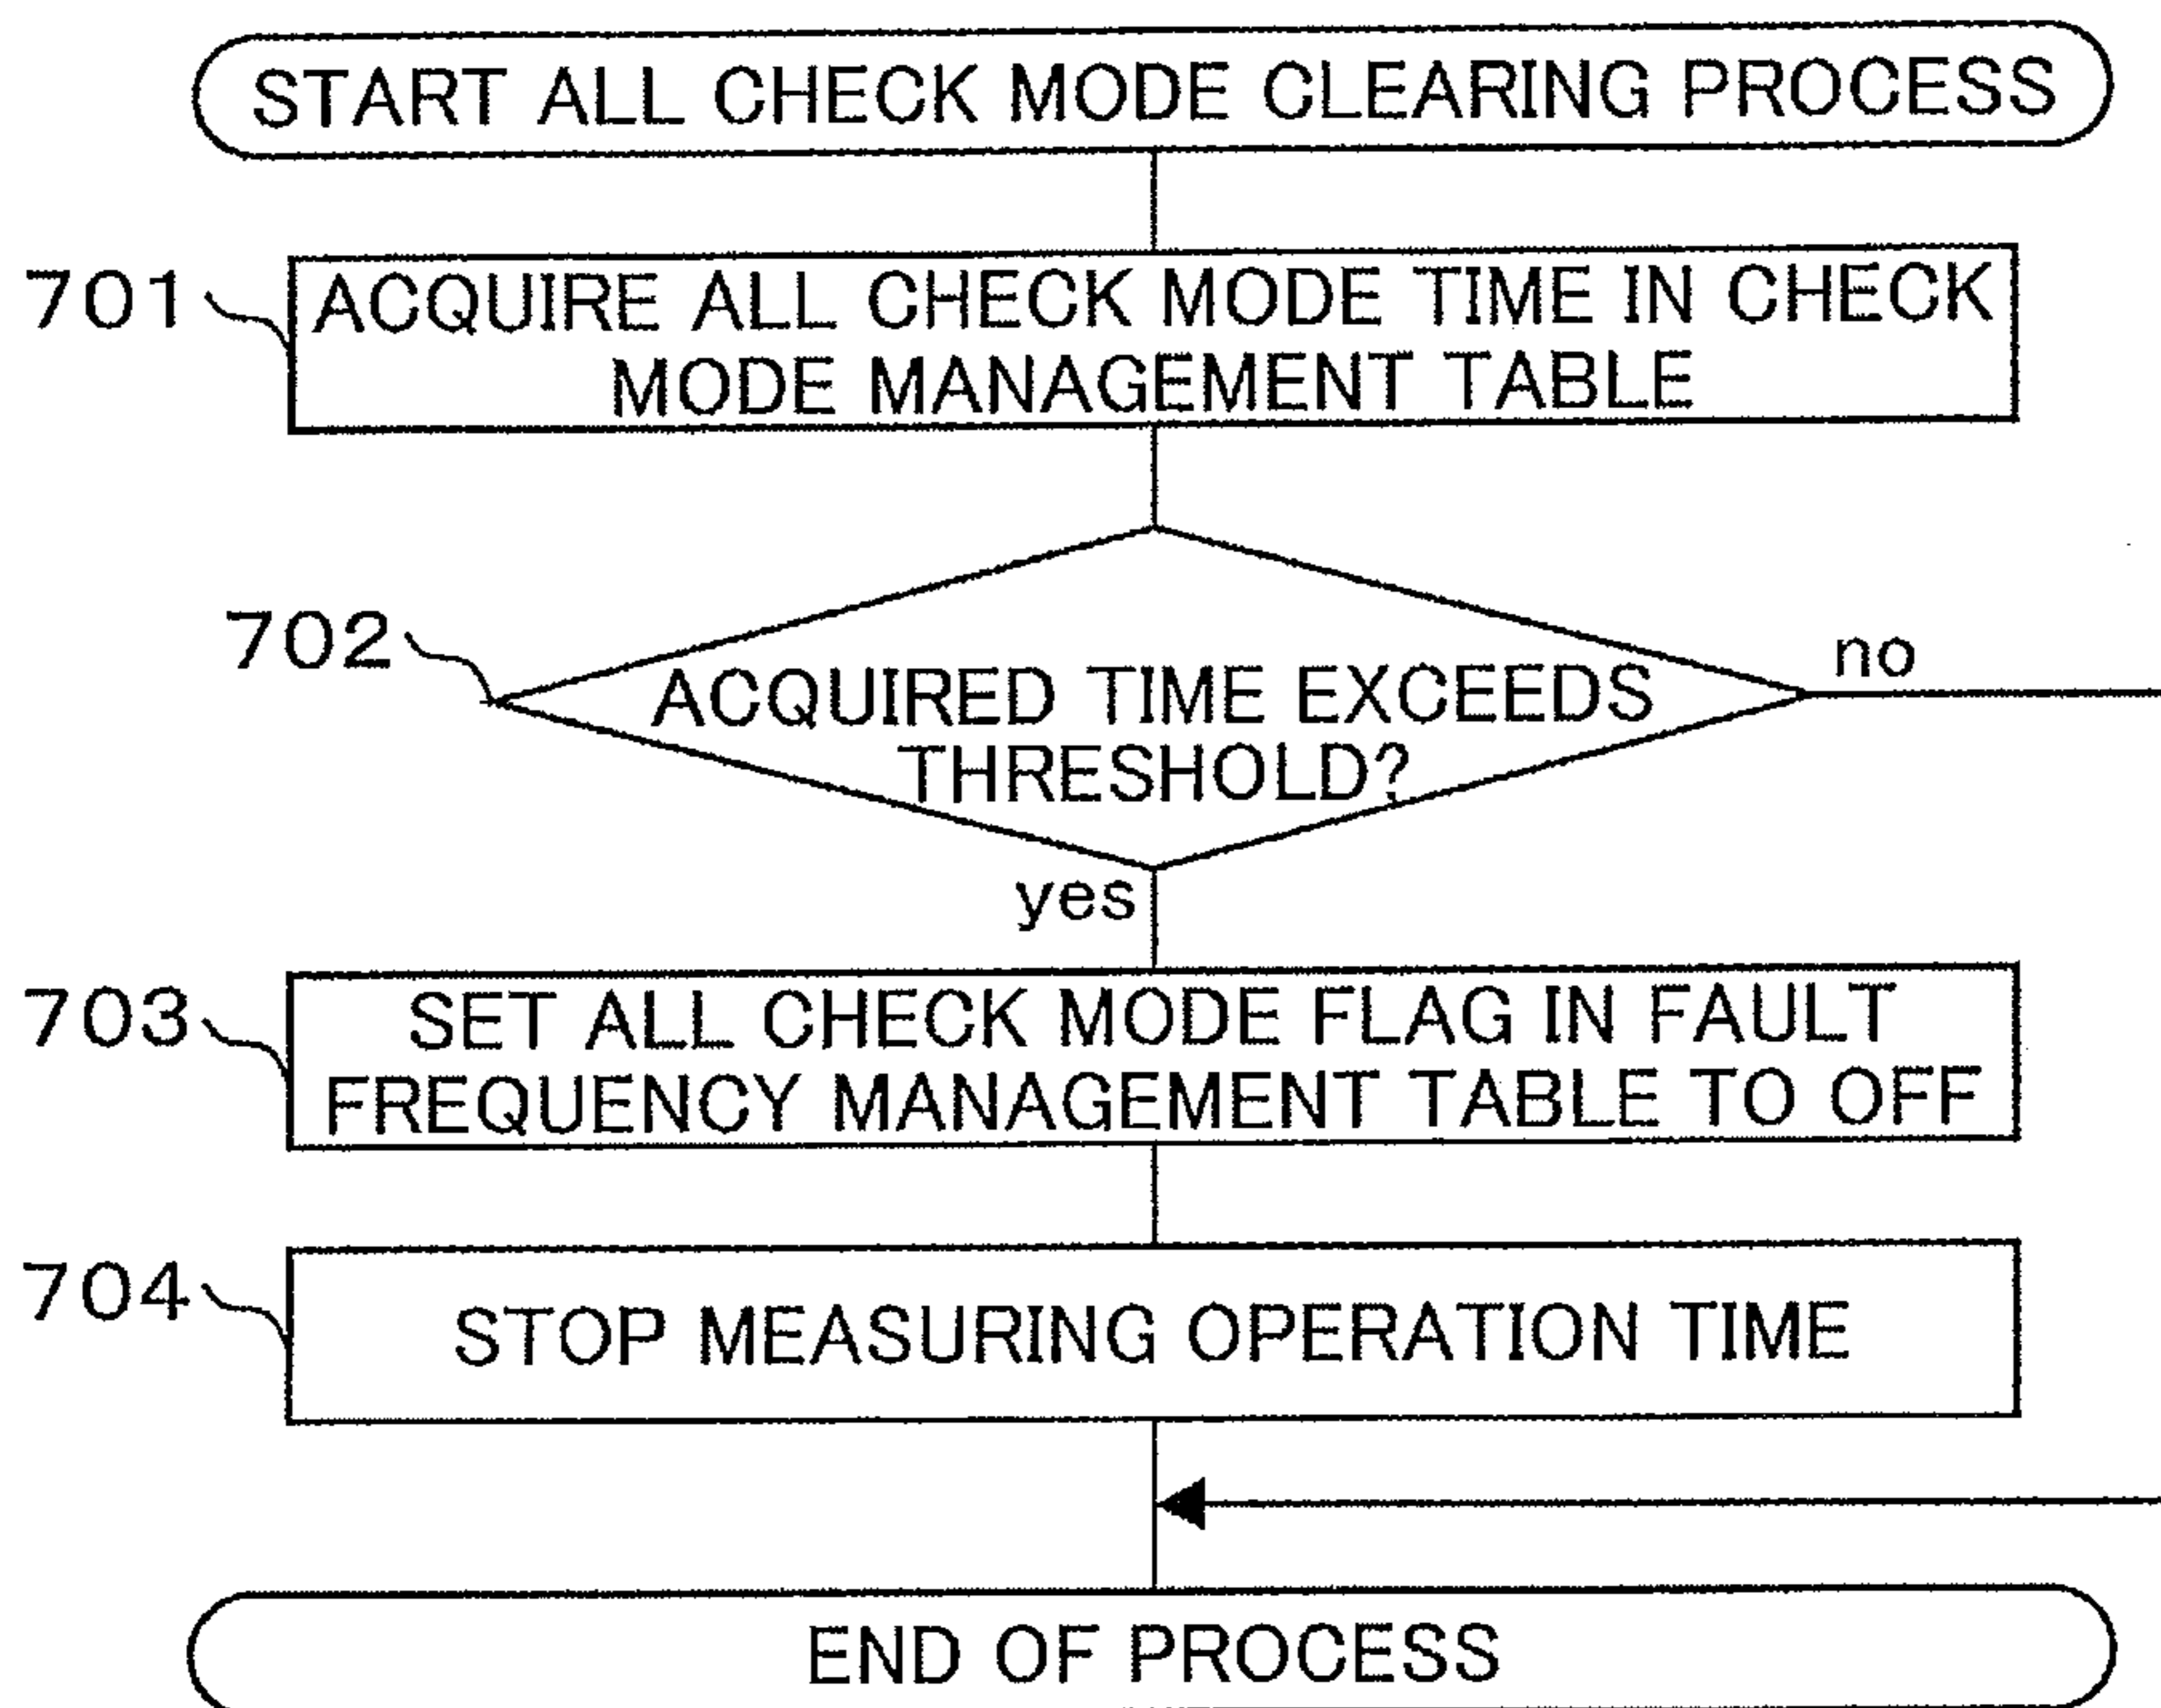 START ALL CHECK MODE CLEARING PROCESS
701
ACQUIRE ALL CHECK MODE TIME IN CHECK
MODE MANAGEMENT TABLE
702
ACQUIRED TIME EXCEEDS
THRESHOLD?
no
yes
703
SET ALL CHECK MODE FLAG IN FAULT
FREQUENCY MANAGEMENT TABLE TO OFF
704
STOP MEASURING OPERATION TIME
END OF PROCESS